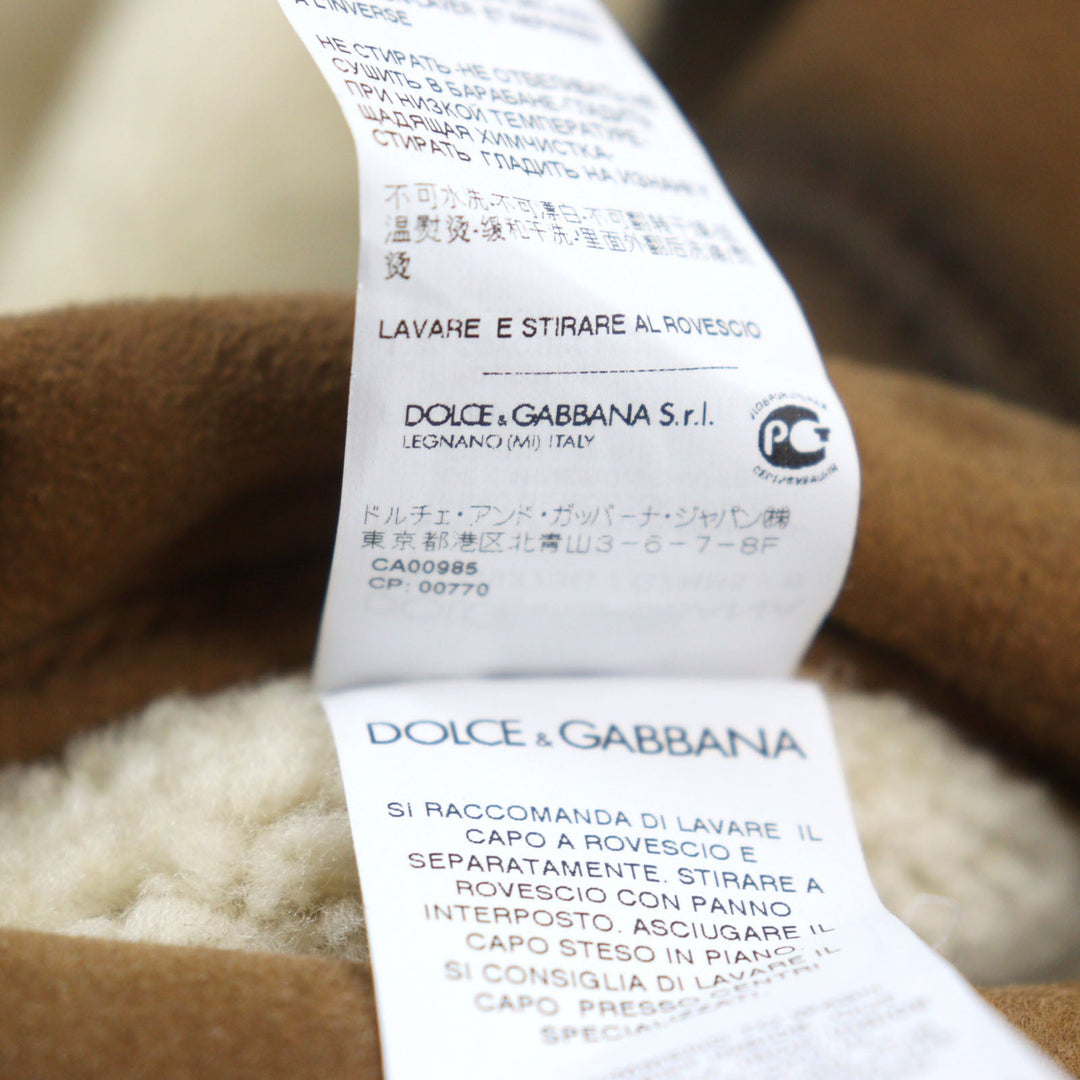 À L'INVERSE
НЕ СТИРАТЬ-НЕ ОТБЕЛИВАТЬ-НЕ
СУШИТЬ В БАРАБАНЕ-ГЛАДИТЬ
ПРИ НИЗКОЙ ТЕМПЕРАТУРЕ-
ЩАДЯЩАЯ ХИМЧИСТКА-
СТИРАТЬ ГЛАДИТЬ НА ИЗНАНКУ
不可水洗·不可漂白·不可翻转干燥·低
温熨烫·缓和干洗·里面外翻后洗涤熨
烫
LAVARE E STIRARE AL ROVESCIO
DOLCE & GABBANA S.r.l.
LEGNANO (MI) ITALY
ДОБРОВОЛЬНАЯ
РСТ
СЕРТИФИКАЦИЯ
ドルチェ・アンド・ガッバーナ・ジャパン㈱
東京都港区北青山3-6-7-8F
CA00985
CP: 00770
DOLCE & GABBANA
SI RACCOMANDA DI LAVARE IL
CAPO A ROVESCIO E
SEPARATAMENTE. STIRARE A
ROVESCIO CON PANNO
INTERPOSTO. ASCIUGARE IL
CAPO STESO IN PIANO.
SI CONSIGLIA DI LAVARE IL
CAPO PRESSO CENTRI